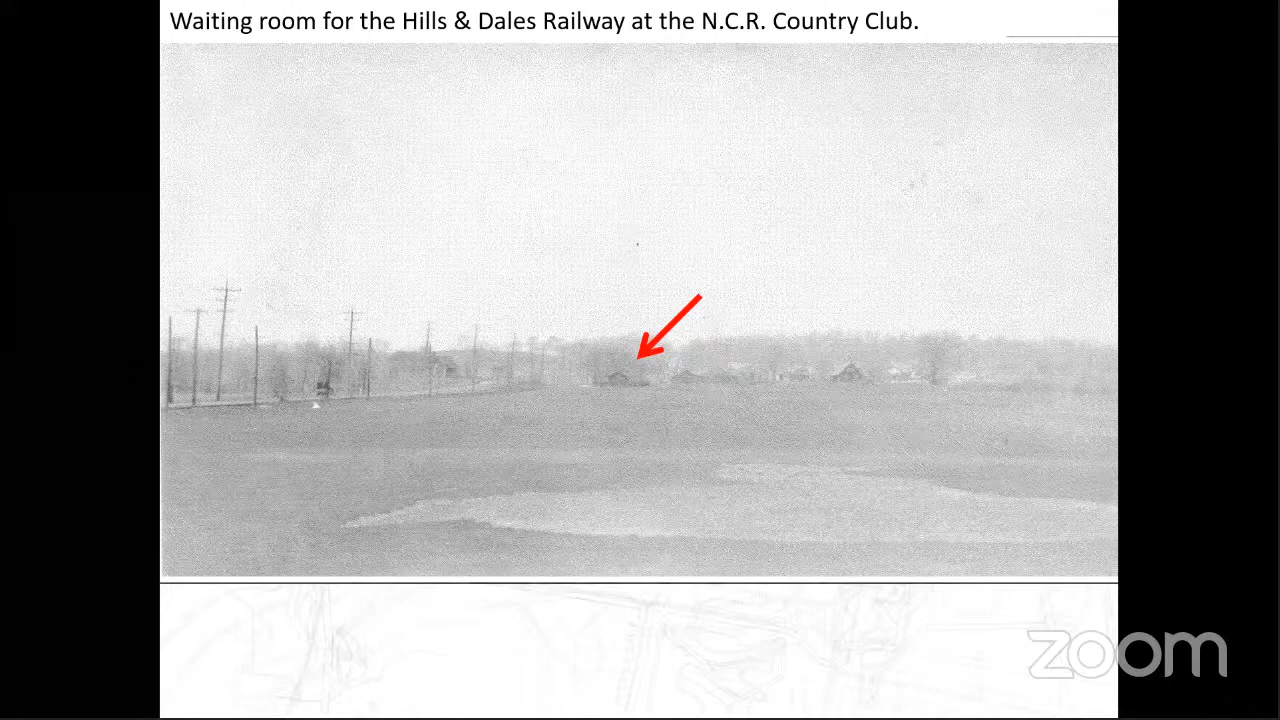 Waiting room for the Hills & Dales Railway at the N.C.R. Country Club.
zoom